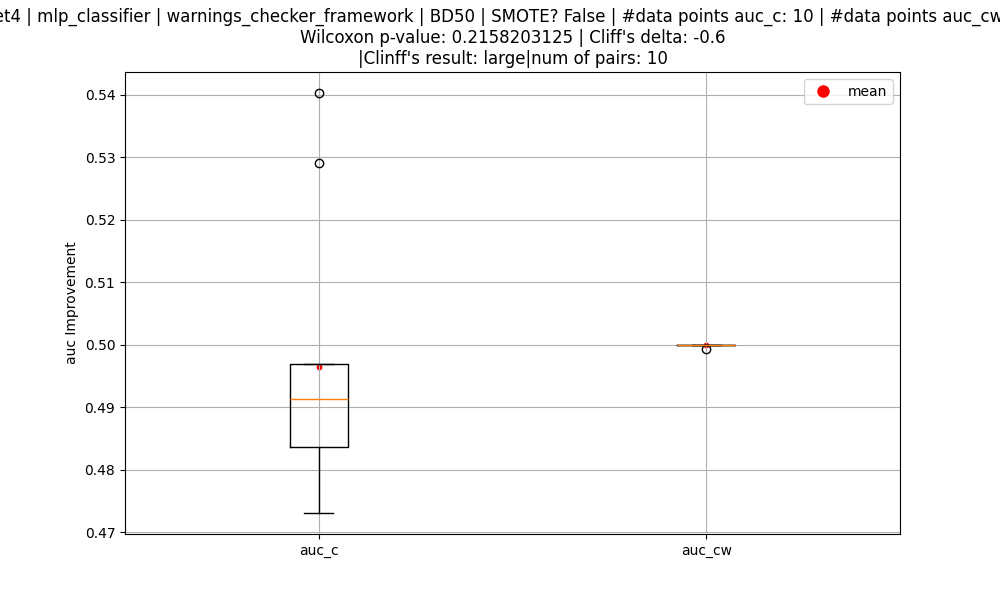 et4 | mlp_classifier | warnings_checker_framework | BD50 | SMOTE? False | #data points auc_c: 10 | #data points auc_cw
Wilcoxon p-value: 0.2158203125 | Cliff's delta: -0.6
|Clinff's result: large|num of pairs: 10
mean
auc Improvement
0.54
0.53
0.52
0.51
0.50
0.49
0.48
0.47
auc_c
auc_cw